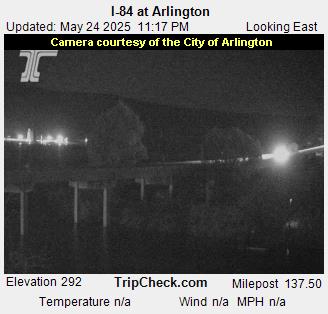 I-84 at Arlington
Updated: May 24 2025 11:17 PM Looking East
Camera courtesy of the City of Arlington
Elevation 292 TripCheck.com Milepost 137.50
Temperature n/a Wind n/a MPH n/a